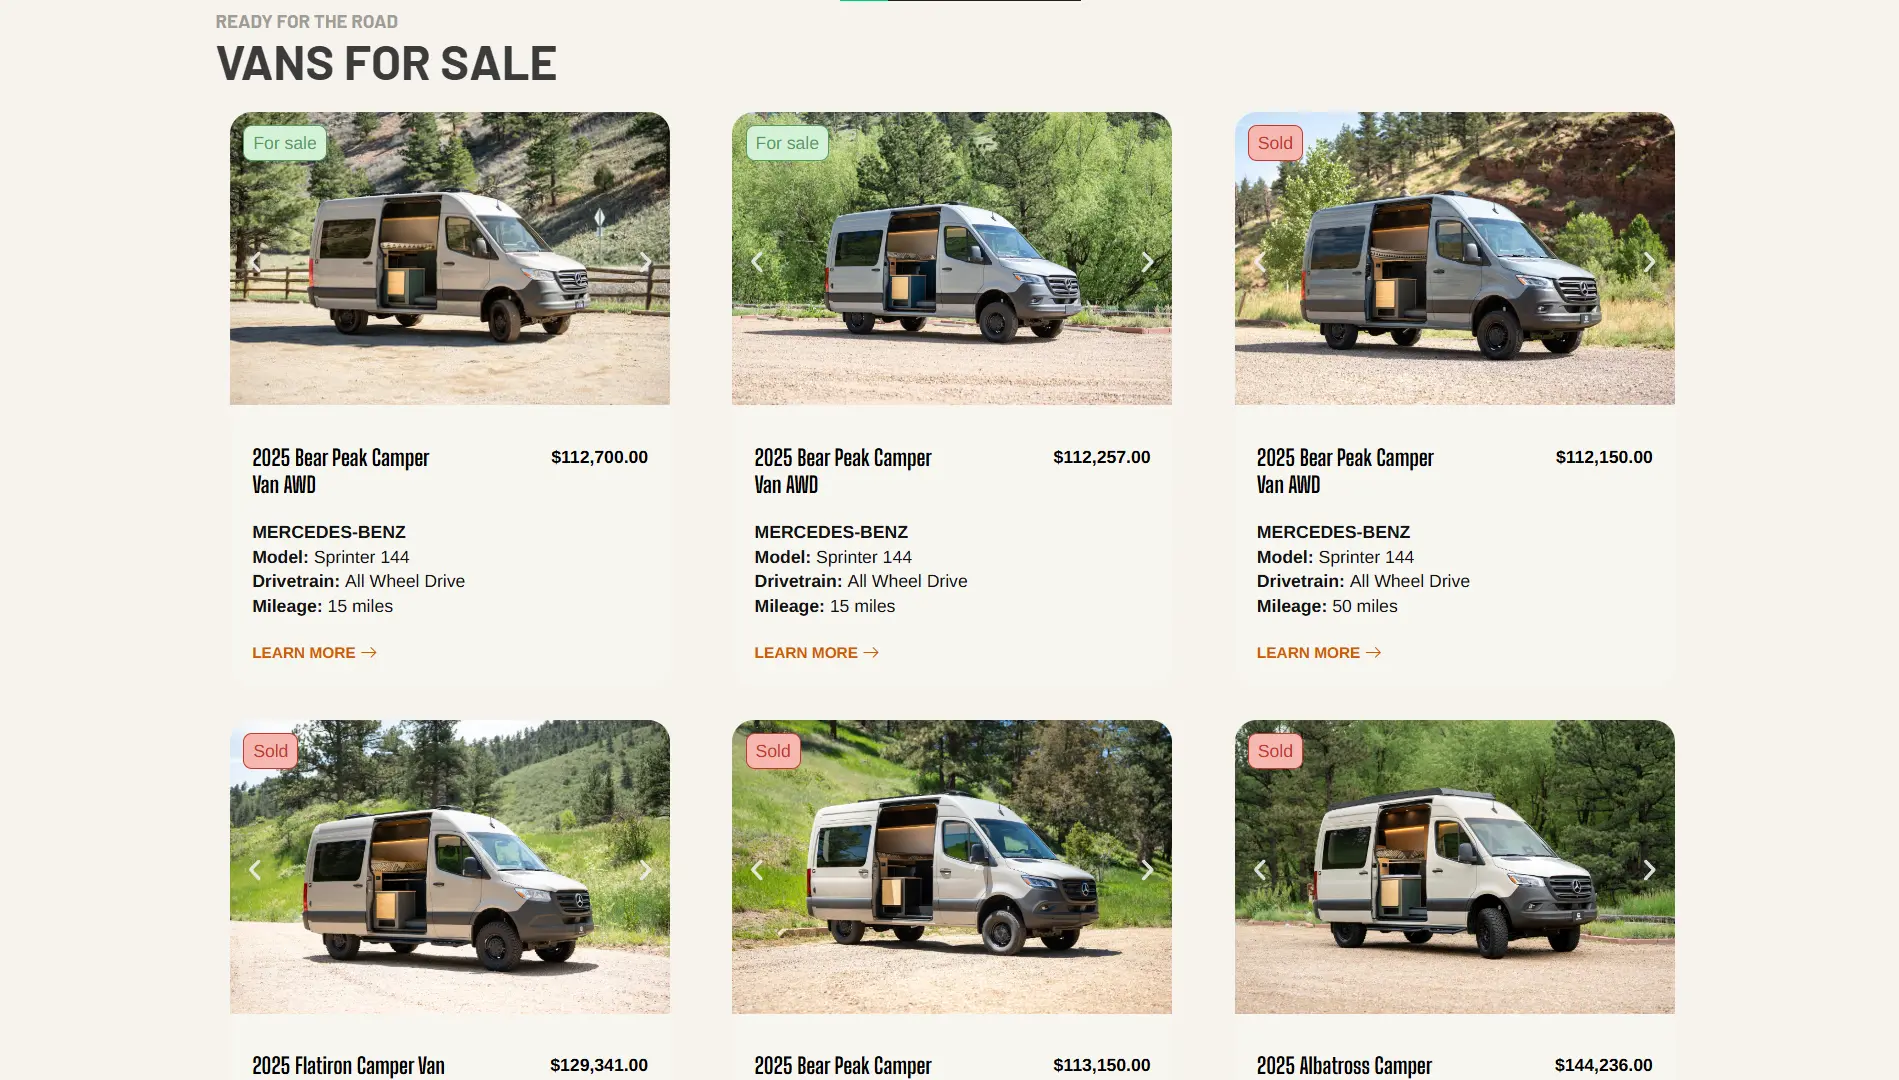 READY FOR THE ROAD
VANS FOR SALE
For sale
For sale
Sold
2025 Bear Peak Camper
Van AWD
$112,700.00
MERCEDES-BENZ
Model: Sprinter 144
Drivetrain: All Wheel Drive
Mileage: 15 miles
LEARN MORE
2025 Bear Peak Camper
Van AWD
$112,257.00
MERCEDES-BENZ
Model: Sprinter 144
Drivetrain: All Wheel Drive
Mileage: 15 miles
LEARN MORE
2025 Bear Peak Camper
Van AWD
$112,150.00
MERCEDES-BENZ
Model: Sprinter 144
Drivetrain: All Wheel Drive
Mileage: 50 miles
LEARN MORE
Sold
Sold
Sold
2025 Flatiron Camper Van
$129,341.00
2025 Bear Peak Camper
$113,150.00
2025 Albatross Camper
$144,236.00